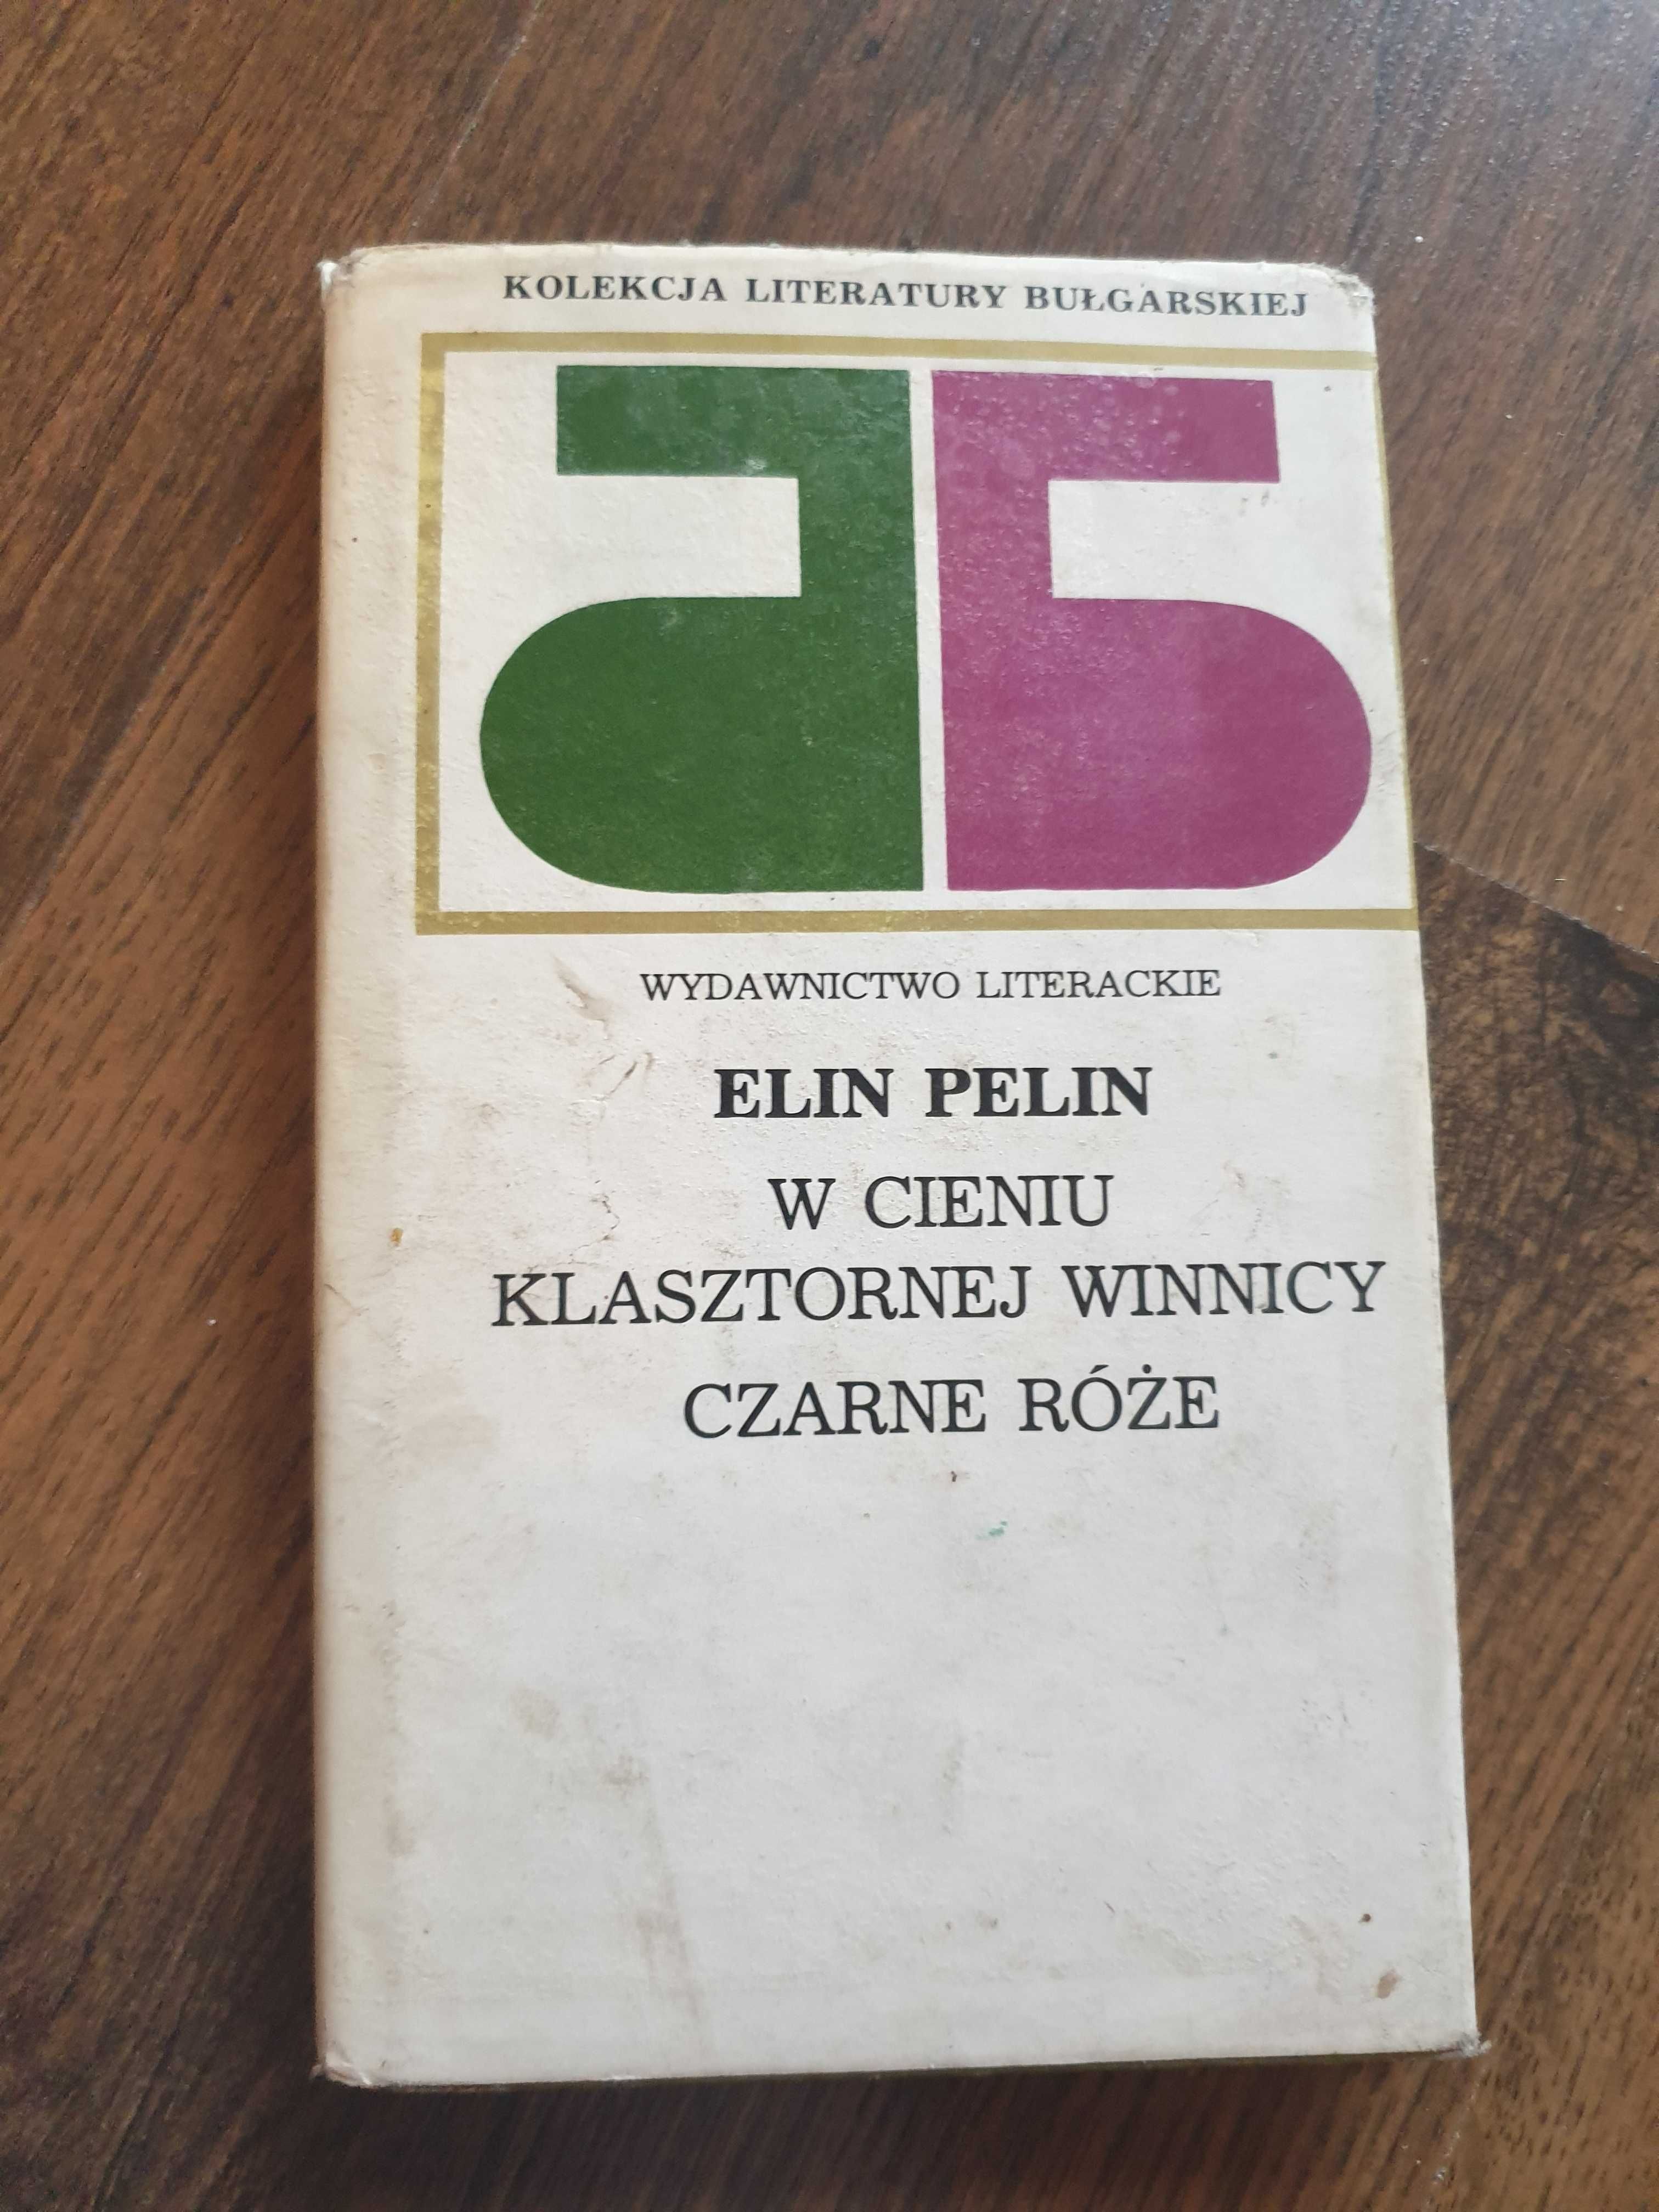 KOLEKCJA LITERATURY BUŁGARSKIEJ
WYDAWNICTWO LITERACKIE
ELIN PELIN
W CIENIU
KLASZTORNEJ WINNICY
CZARNE RÓŻE